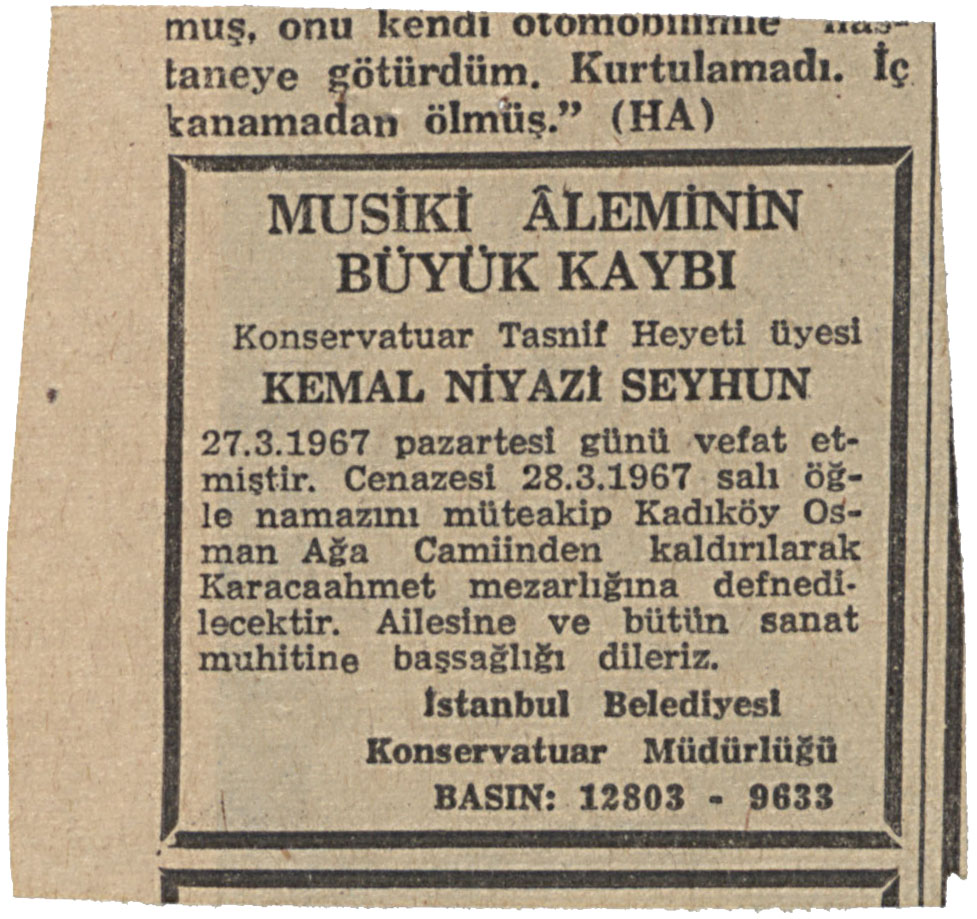 muş, onu kendi otomobilimle has-
taneye götürdüm. Kurtulamadı. İç
kanamadan ölmüş.” (HA)
MUSİKİ ÂLEMİNİN
BÜYÜK KAYBI
Konservatuar Tasnif Heyeti üyesi
KEMAL NİYAZİ SEYHUN
27.3.1967 pazartesi günü vefat et-
miştir. Cenazesi 28.3.1967 salı öğ-
le namazını müteakip Kadıköy Os-
man Ağa Camiinden kaldırılarak
Karacaahmet mezarlığına defnedi-
lecektir. Ailesine ve bütün sanat
muhitine başsağlığı dileriz.
İstanbul Belediyesi
Konservatuar Müdürlüğü
BASIN: 12803 - 9633